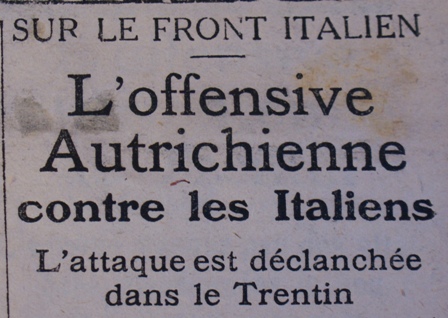 SUR LE FRONT ITALIEN
L'offensive
Autrichienne
contre les Italiens
L'attaque est déclanchée
dans le Trentin